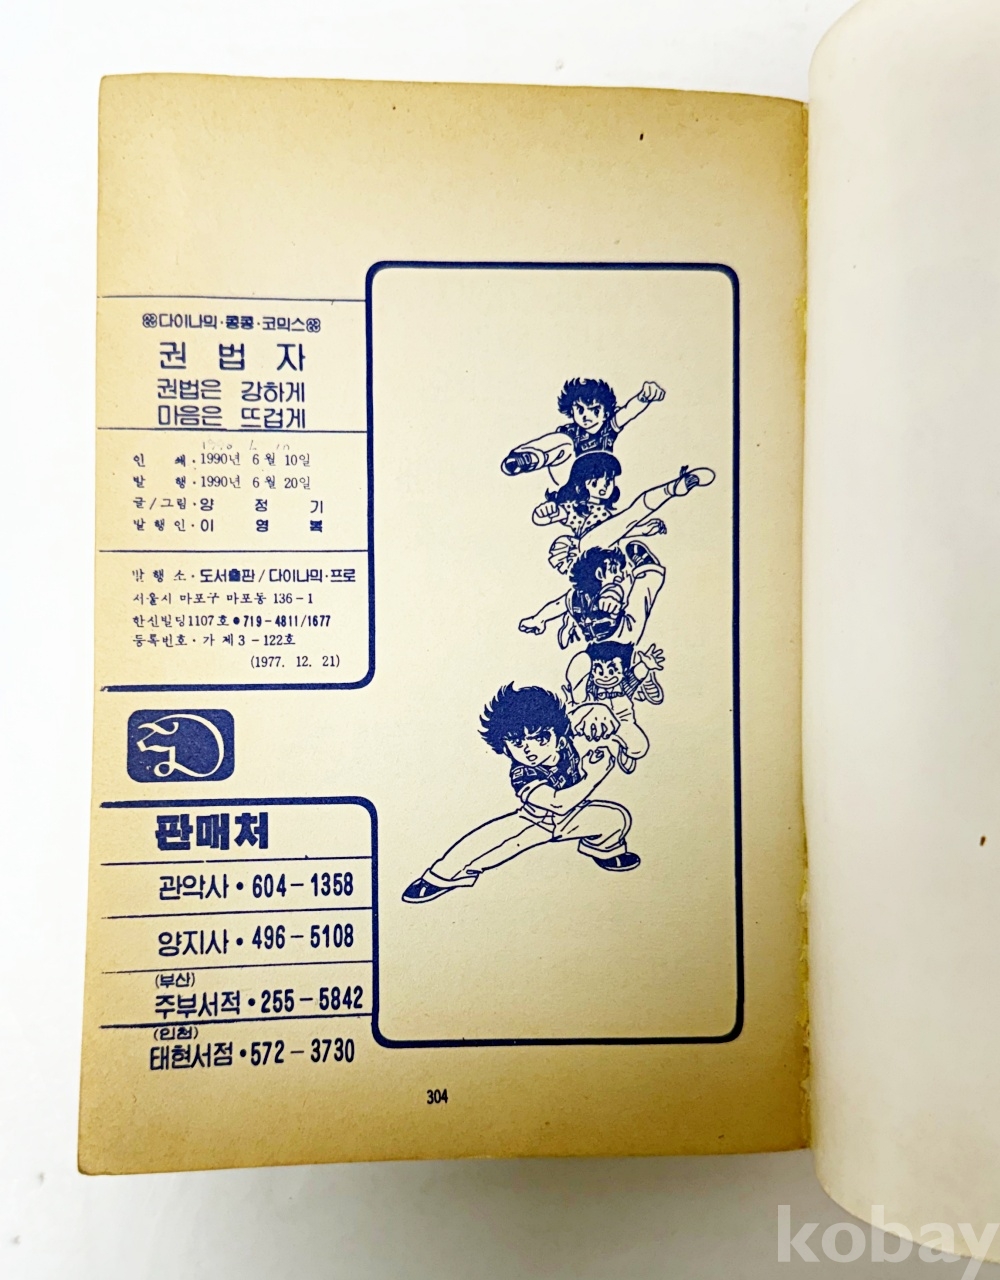 다이나믹·콩콩·코믹스
권 법 자
권법은 강하게
마음은 뜨겁게
인 쇄·1990년 6월 10일
발 행·1990년 6월 20일
글/그림·양 정 기
발행인·이 영 복
발행소·도서출판/다이나믹·프로
서울시 마포구 마포동 136-1
한신빌딩1107호●719-4811/1677
등록번호·가 제3-122호
(1977. 12. 21)
판매처
관악사·604-1358
양지사·496-5108
(부산)
주부서적·255-5842
(인천)
태현서점·572-3730
304
kobay